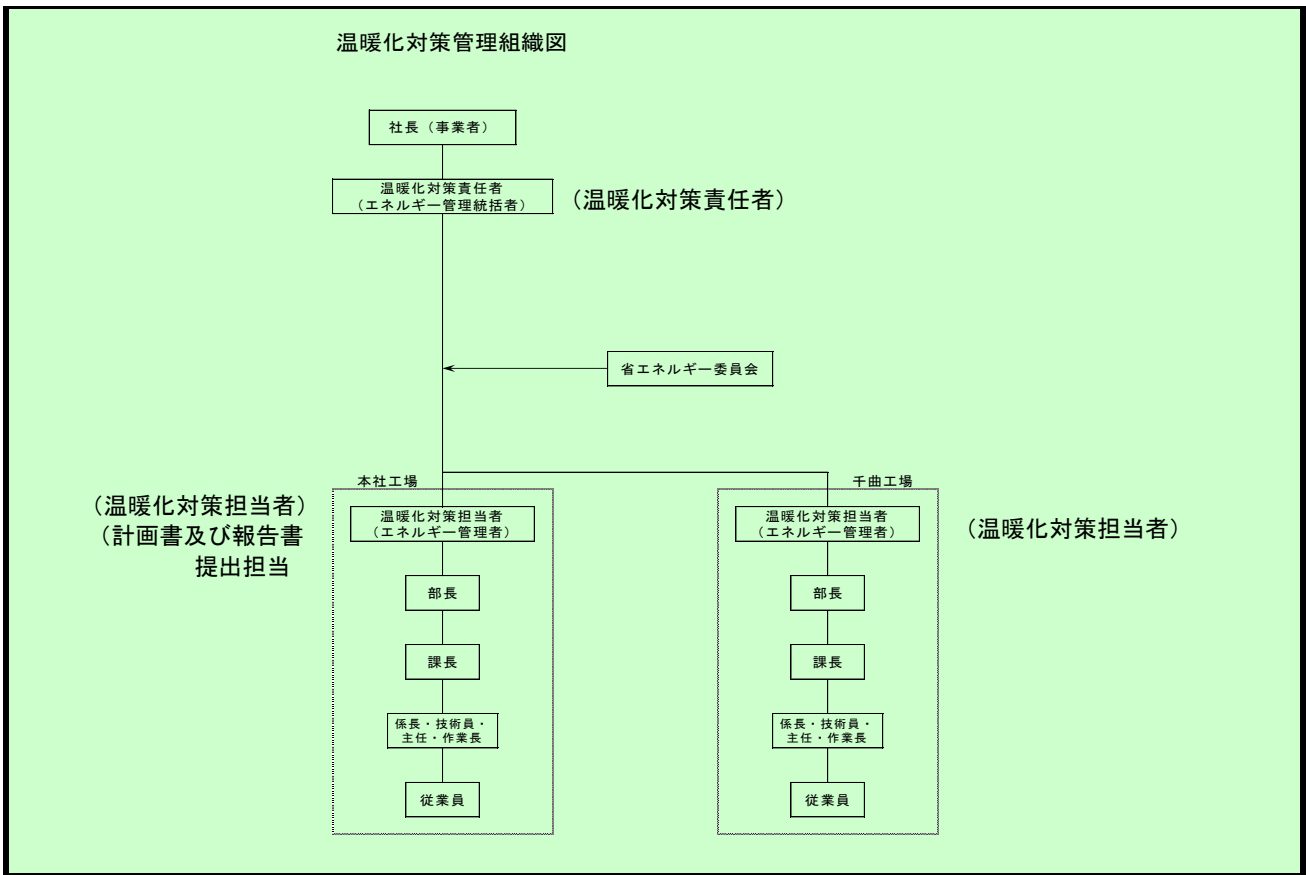 温暖化対策管理組織図
社長（事業者）
温暖化対策責任者
（エネルギー管理統括者）
（温暖化対策責任者）
省エネルギー委員会
本社工場
千曲工場
（温暖化対策担当者）
（計画書及び報告書
提出担当
温暖化対策担当者
（エネルギー管理者）
部長
課長
係長・技術員・
主任・作業長
従業員
温暖化対策担当者
（エネルギー管理者）
（温暖化対策担当者）
部長
課長
係長・技術員・
主任・作業長
従業員